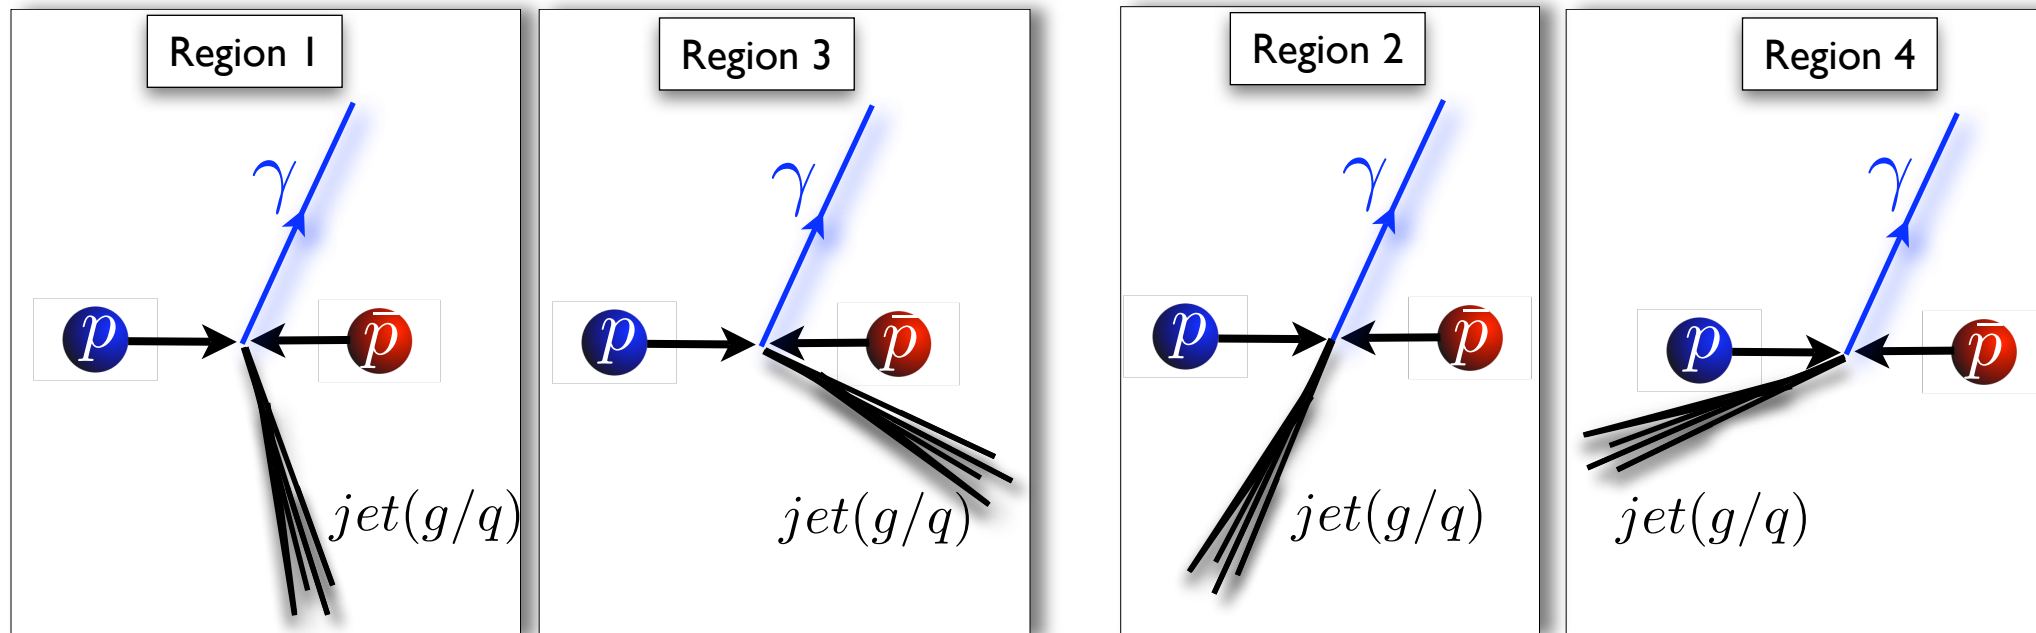 Region 1
γ
p
p̄
jet(g/q)
Region 3
γ
p
p̄
jet(g/q)
Region 2
γ
p
p̄
jet(g/q)
Region 4
γ
p
p̄
jet(g/q)